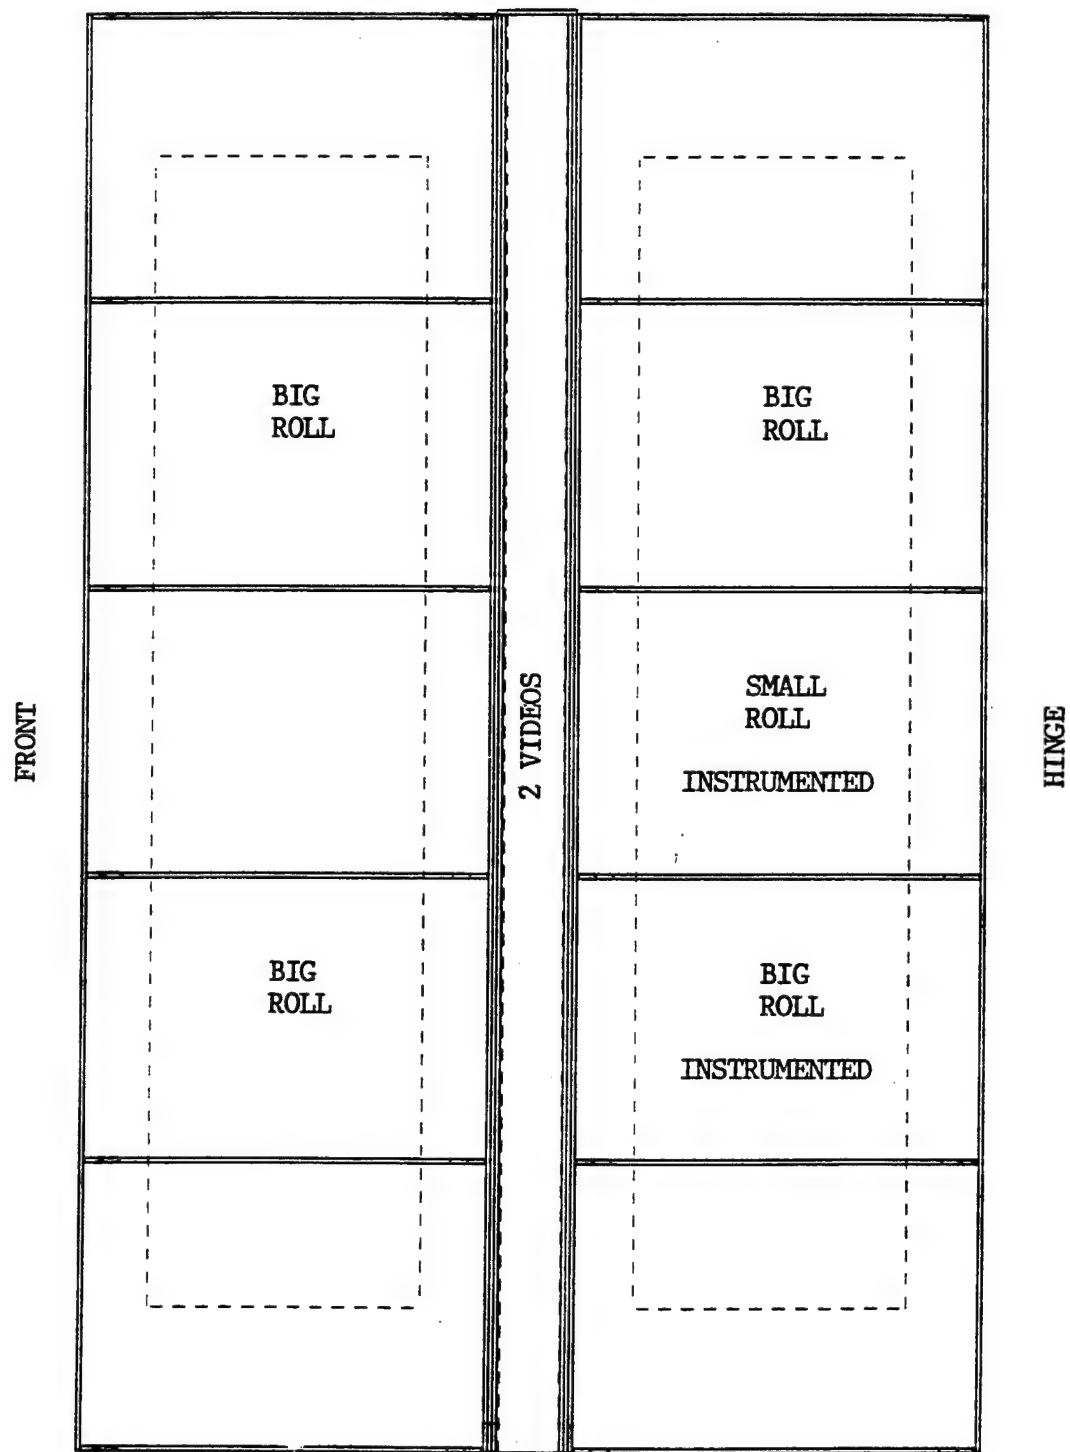 BIG
ROLL
BIG
ROLL
FRONT
2 VIDEOS
SMALL
ROLL
INSTRUMENTED
HINGE
BIG
ROLL
BIG
ROLL
INSTRUMENTED